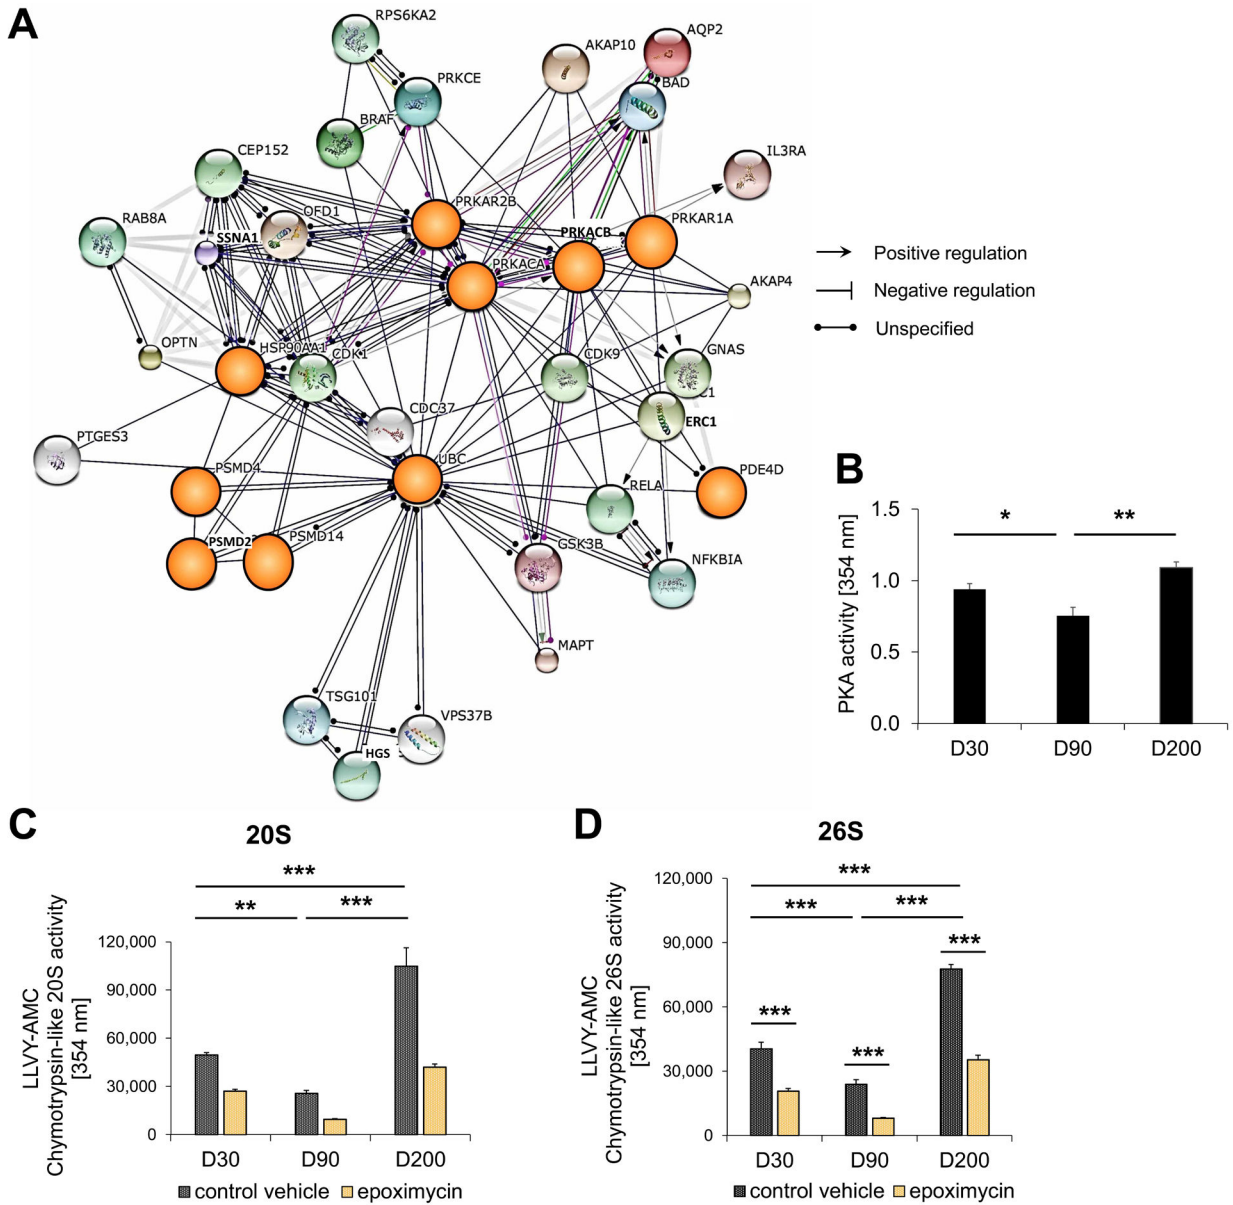 A
RPS6KA2
AKAP10
AQP2
PRKCE
BAD
BRAF
CEP152
IL3RA
PRKAR2B
RAB8A
OFD1
PRKAR1A
SSNA1
PRKACB
PRKACA
AKAP4
OPTN
HSP90AA1
CDK1
CDK9
GNAS
C1
ERC1
CDC37
PTGES3
UBC
PSMD4
PDE4D
RELA
PSMD2
PSMD14
GSK3B
NFKBIA
MAPT
TSG101
VPS37B
HGS
Positive regulation
Negative regulation
Unspecified
B
PKA activity [354 nm]
1.5
1.0
0.5
0.0
*
**
D30
D90
D200
C
20S
LLVY-AMC
Chymotrypsin-like 20S activity
[354 nm]
***
**
***
120,000
90,000
60,000
30,000
0
D30
D90
D200
control vehicle
epoximycin
D
26S
LLVY-AMC
Chymotrypsin-like 26S activity
[354 nm]
120,000
90,000
60,000
30,000
0
***
***
***
***
***
***
D30
D90
D200
control vehicle
epoximycin